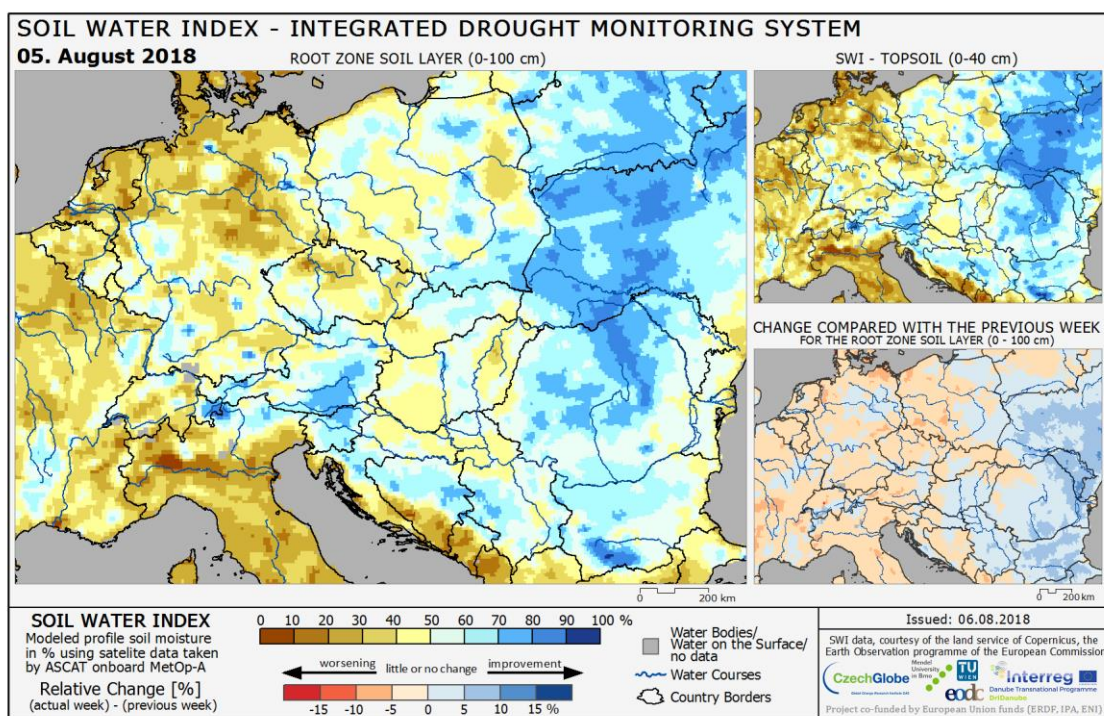 SOIL WATER INDEX - INTEGRATED DROUGHT MONITORING SYSTEM
05. August 2018
ROOT ZONE SOIL LAYER (0-100 cm)
SWI - TOPSOIL (0-40 cm)
CHANGE COMPARED WITH THE PREVIOUS WEEK
FOR THE ROOT ZONE SOIL LAYER (0 - 100 cm)
0 200 km
0 200 km
SOIL WATER INDEX
Modeled profile soil moisture
in % using satelite data taken
by ASCAT onboard MetOp-A
Relative Change [%]
(actual week) - (previous week)
0 10 20 30 40 50 60 70 80 90 100 %
worsening little or no change improvement
-15 -10 -5 0 5 10 15 %
Water Bodies/
Water on the Surface/
no data
Water Courses
Country Borders
Issued: 06.08.2018
SWI data, courtesy of the land service of Copernicus, the
Earth Observation programme of the European Commission
CzechGlobe
Mendel
University
in Brno
TU
WIEN
eodc
Interreg
Danube Transnational Programme
DriDanube
Project co-funded by European Union funds (ERDF, IPA, ENI)